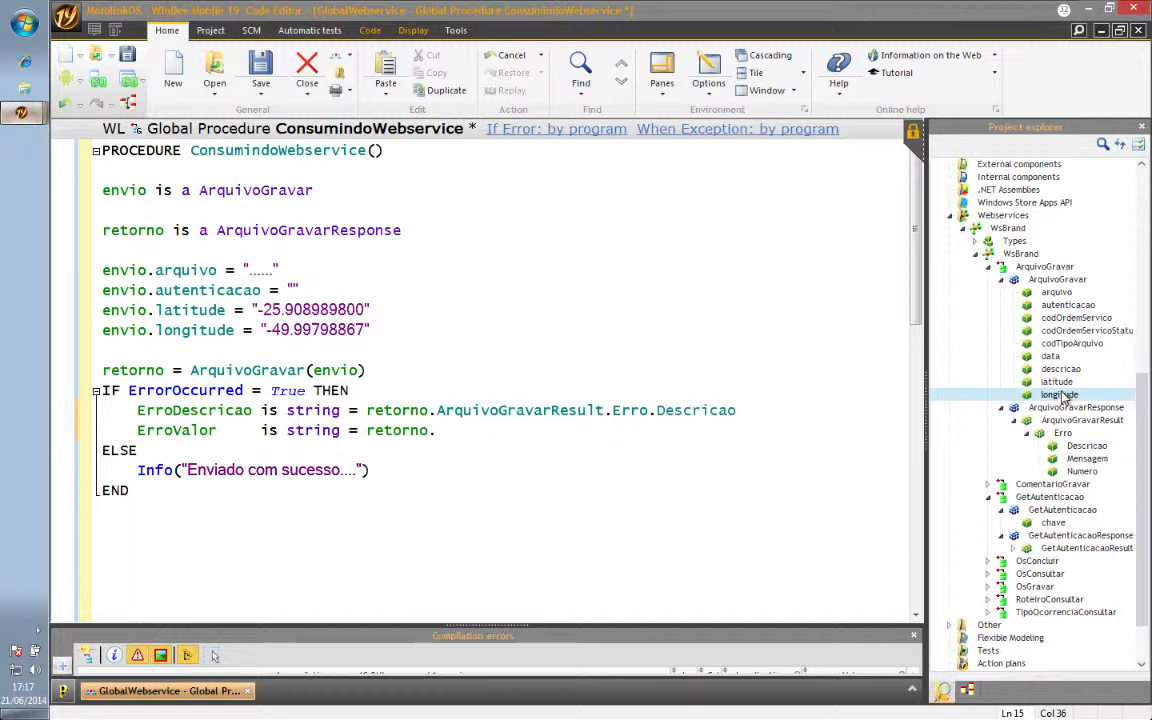 MotolinkOS - WinDev Mobile 19 - Code Editor - [GlobalWebservice - Global Procedure ConsumindoWebservice *]
32
Home Project SCM Automatic tests Code Display Tools
New Open Save Close
General
Paste Cut Copy Duplicate
Edit
Cancel Restore Replay
Action
Find
Find
Panes Options Cascading Tile Window
Environment
Help Information on the Web Tutorial
Online help
WL Global Procedure ConsumindoWebservice * If Error: by program When Exception: by program
PROCEDURE ConsumindoWebservice()
envio is a ArquivoGravar
retorno is a ArquivoGravarResponse
envio.arquivo = "......"
envio.autenticacao = ""
envio.latitude = "-25.908989800"
envio.longitude = "-49.99798867"
retorno = ArquivoGravar(envio)
IF ErrorOccurred = True THEN
ErroDescricao is string = retorno.ArquivoGravarResult.Erro.Descricao
ErroValor is string = retorno.
ELSE
Info("Enviado com sucesso....")
END
Project explorer
External components
Internal components
.NET Assemblies
Windows Store Apps API
Webservices
WsBrand
Types
WsBrand
ArquivoGravar
ArquivoGravar
arquivo
autenticacao
codOrdemServico
codOrdemServicoStatu
codTipoArquivo
data
descricao
latitude
longitude
ArquivoGravarResponse
ArquivoGravarResult
Erro
Descricao
Mensagem
Numero
ComentarioGravar
GetAutenticacao
GetAutenticacao
chave
GetAutenticacaoResponse
GetAutenticacaoResult
OsConcluir
OsConsultar
OsGravar
RoteiroConsultar
TipoOcorrenciaConsultar
Other
Flexible Modeling
Tests
Action plans
Compilation errors
GlobalWebservice - Global Pr...
Ln 15 Col 36
17:17
21/06/2014